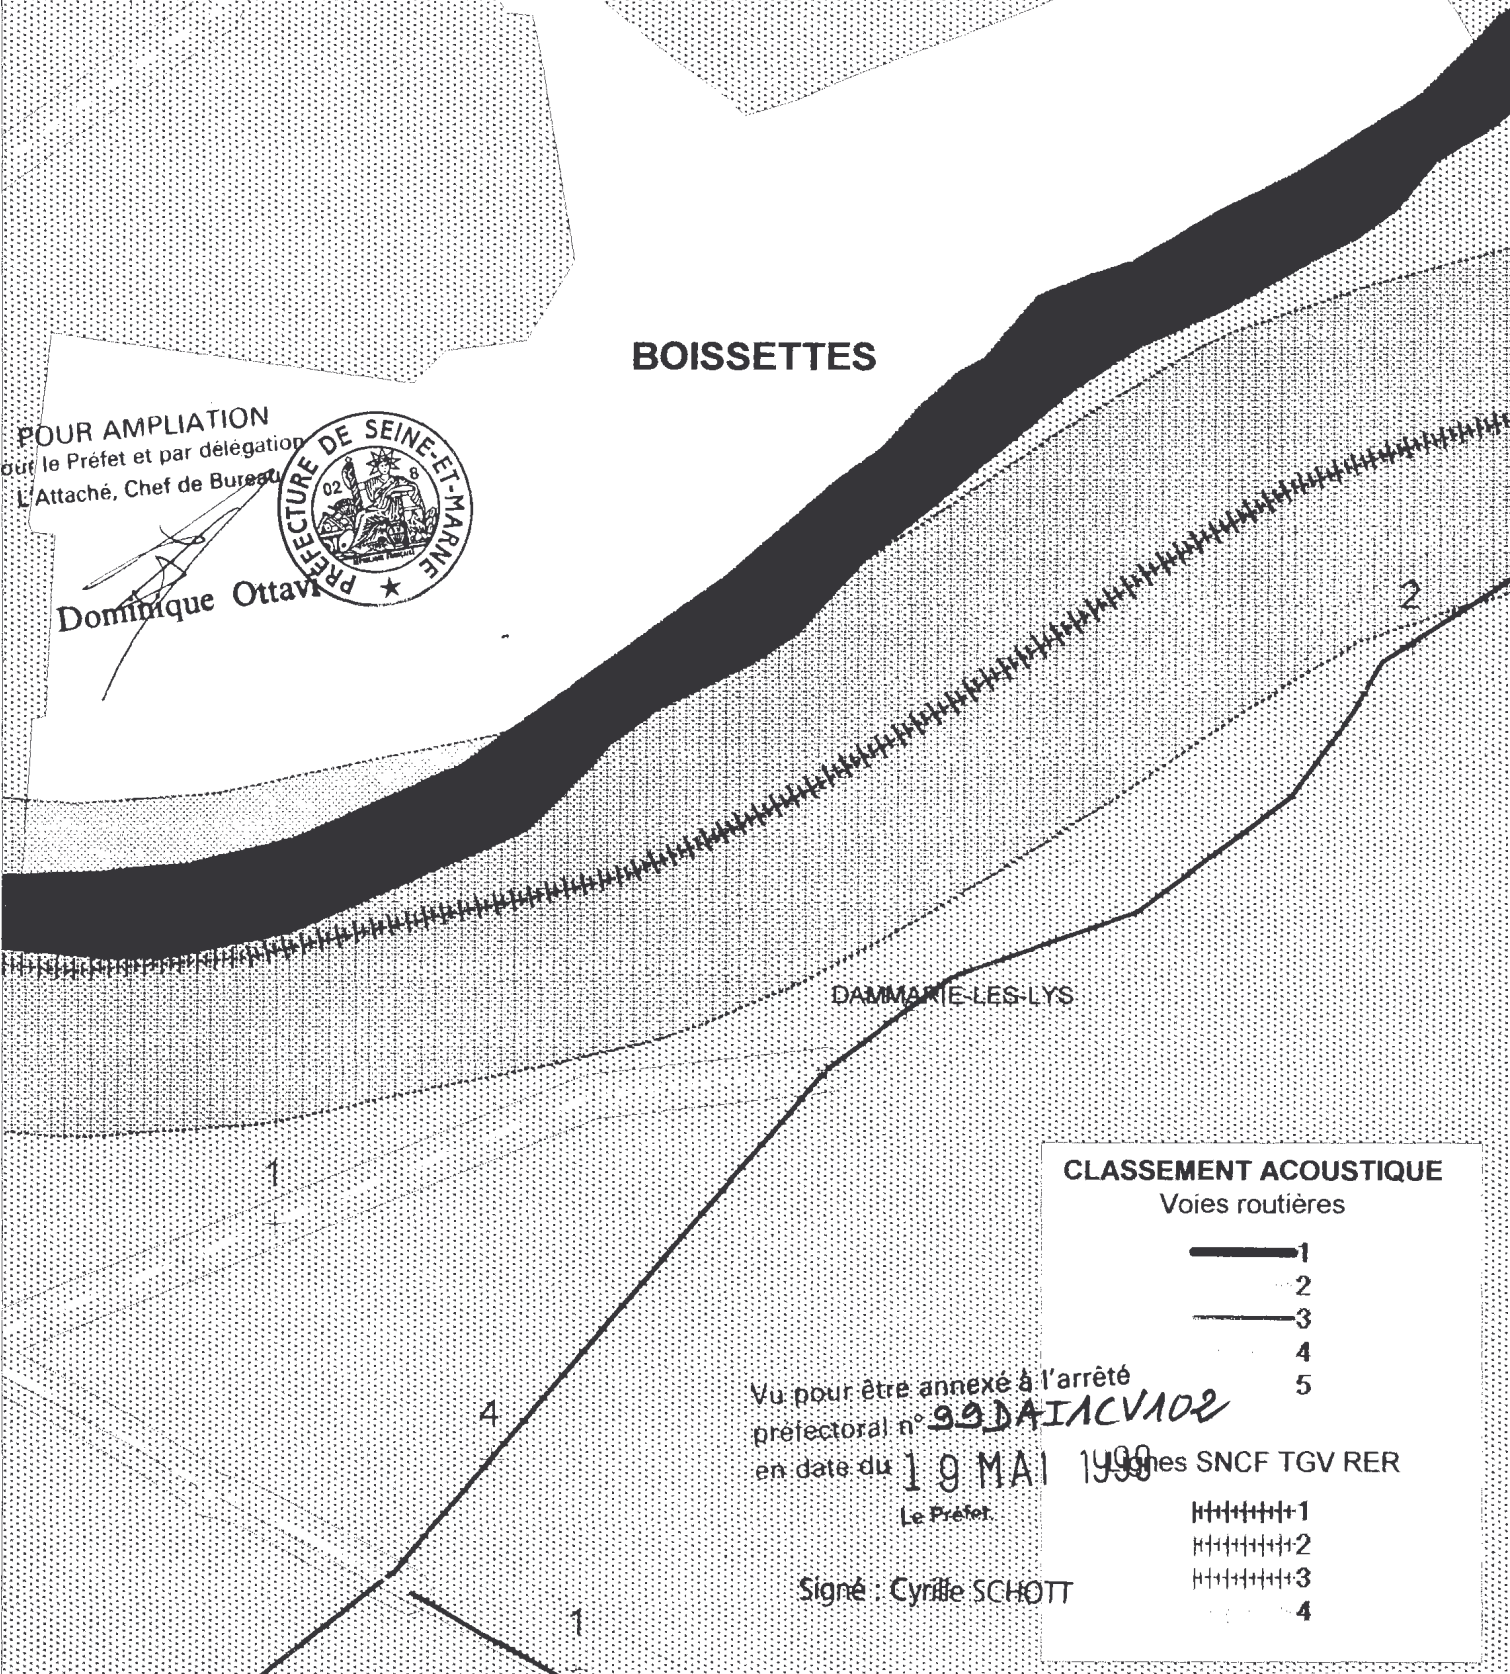 BOISSETTES
POUR AMPLIATION
our le Préfet et par délégation
L'Attaché, Chef de Bureau
PRÉFECTURE DE SEINE-ET-MARNE
02 8
Dominique Ottavi
2
DAMMARIE-LES-LYS
1
4
1
CLASSEMENT ACOUSTIQUE
Voies routières
1
2
3
4
5
Vu pour être annexé à l'arrêté
préfectoral n° 99DAI1CV102
en date du 19 MAI 1999
Lignes SNCF TGV RER
Le Préfet,
1
2
3
4
Signé : Cyrille SCHOTT